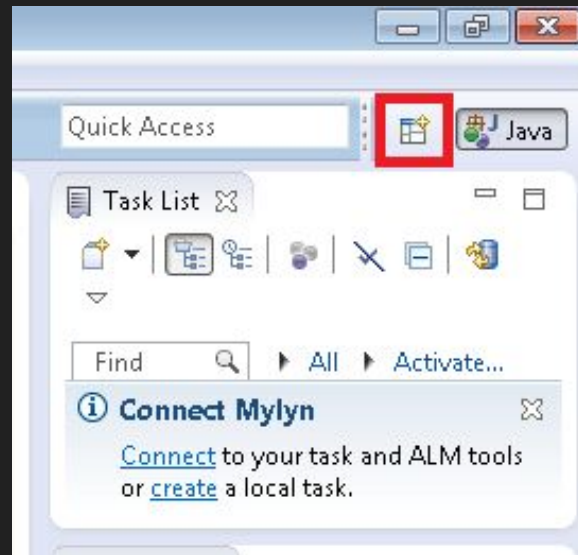 Quick Access
Java
Task List
Find
All
Activate...
Connect Mylyn
Connect to your task and ALM tools
or create a local task.